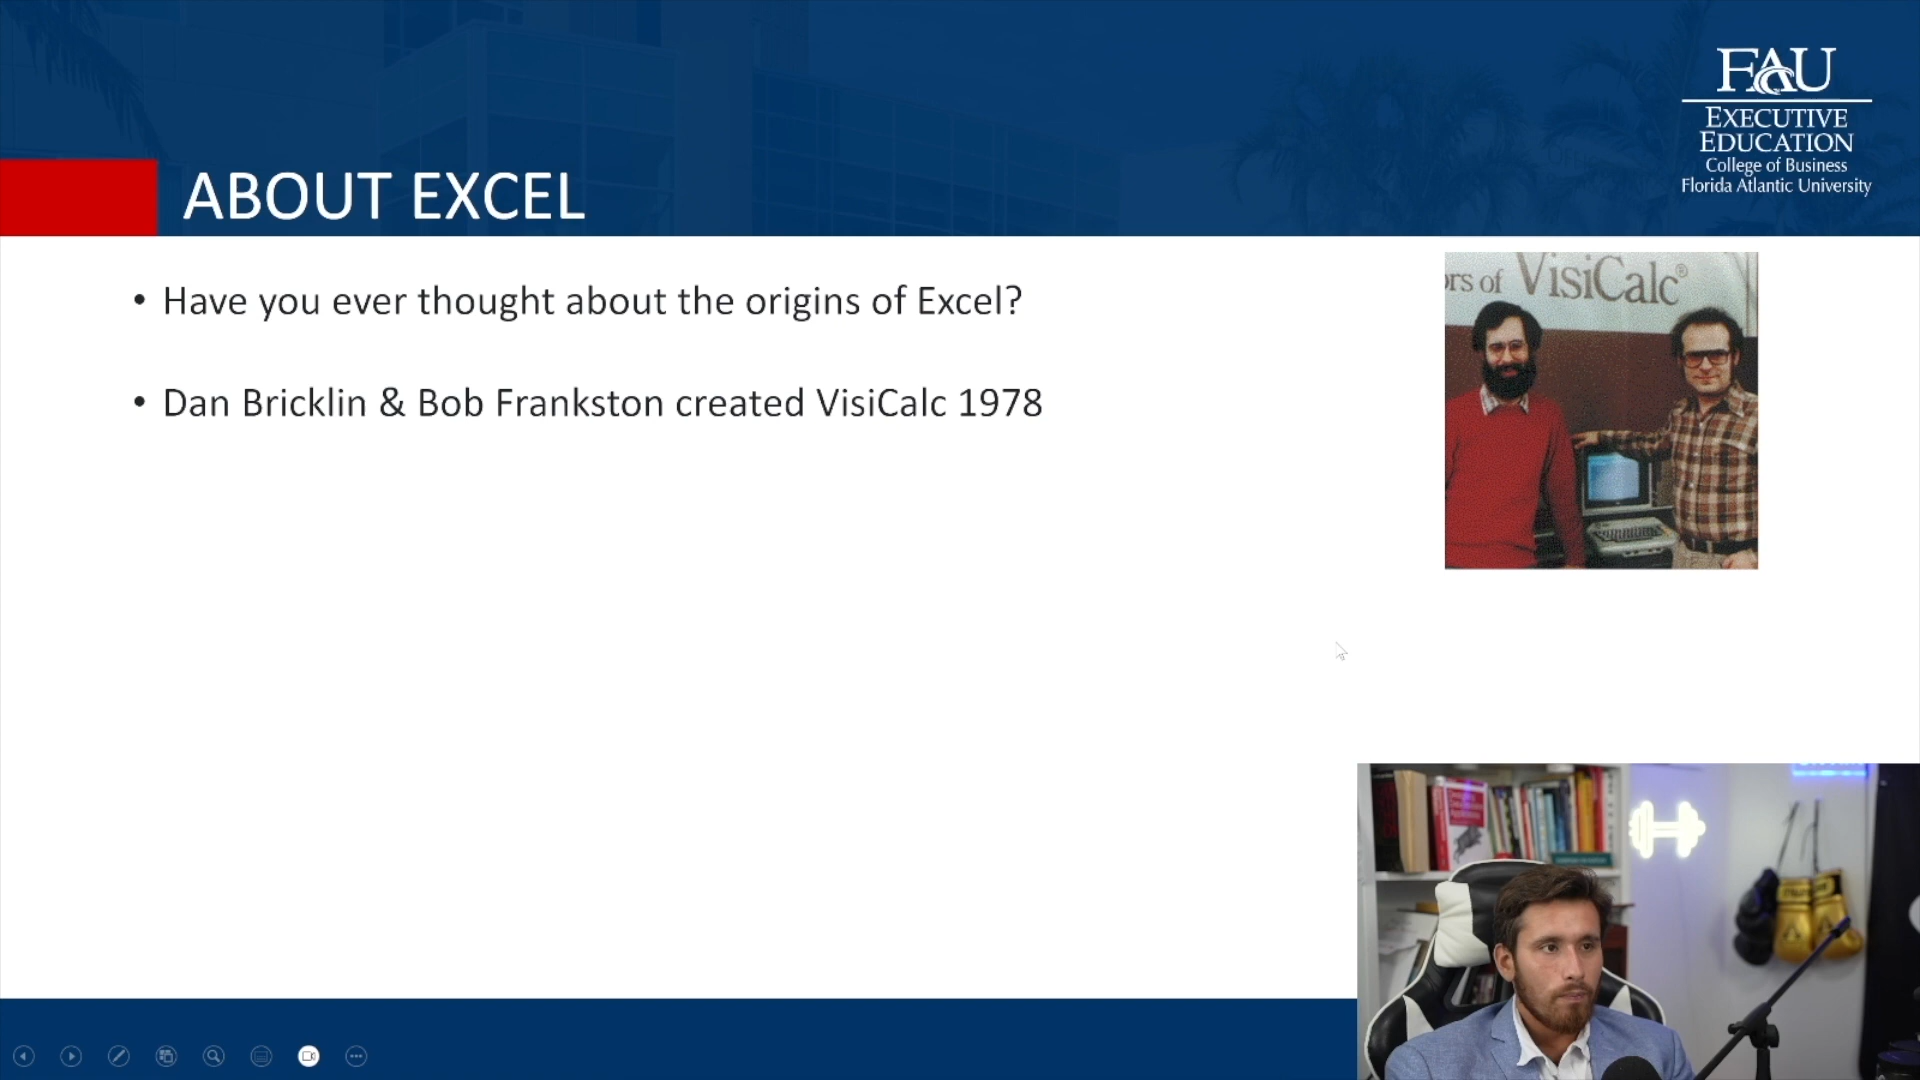 FAU
EXECUTIVE
EDUCATION
College of Business
Florida Atlantic University
ABOUT EXCEL
• Have you ever thought about the origins of Excel?
• Dan Bricklin & Bob Frankston created VisiCalc 1978
ors of VisiCalc®